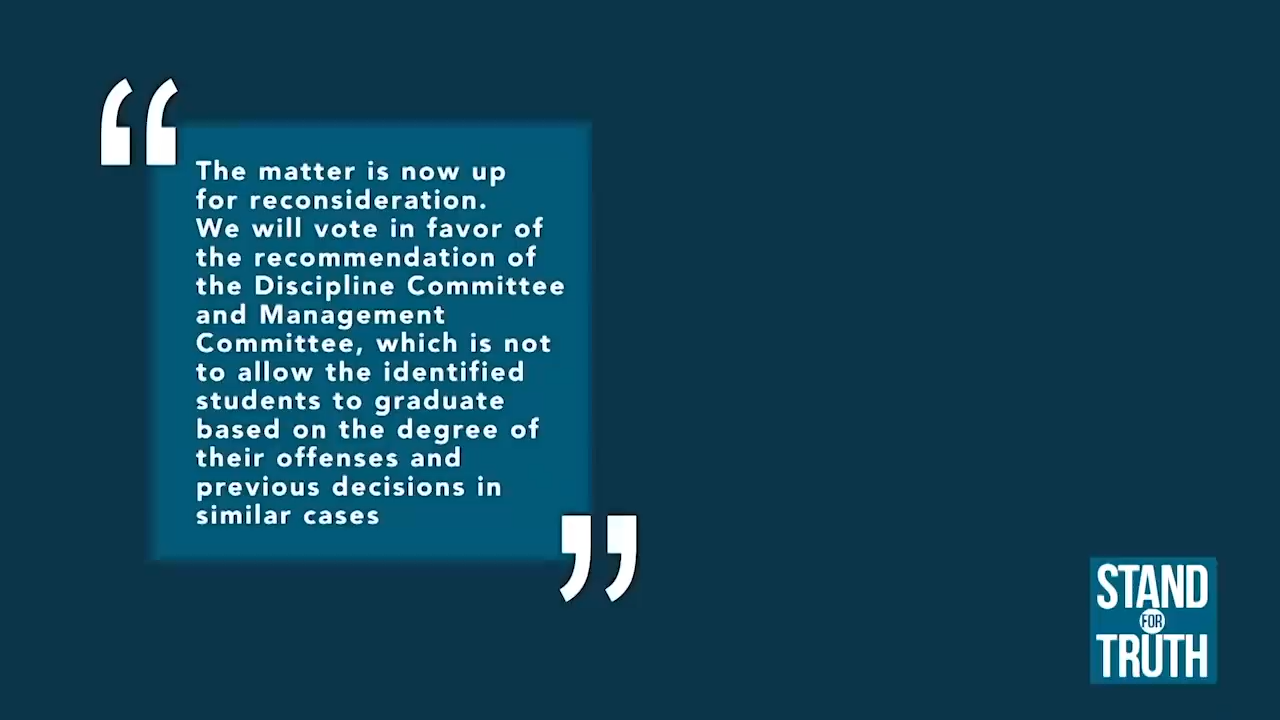 “
The matter is now up
for reconsideration.
We will vote in favor of
the recommendation of
the Discipline Committee
and Management
Committee, which is not
to allow the identified
students to graduate
based on the degree of
their offenses and
previous decisions in
similar cases
”
STAND
FOR
TRUTH